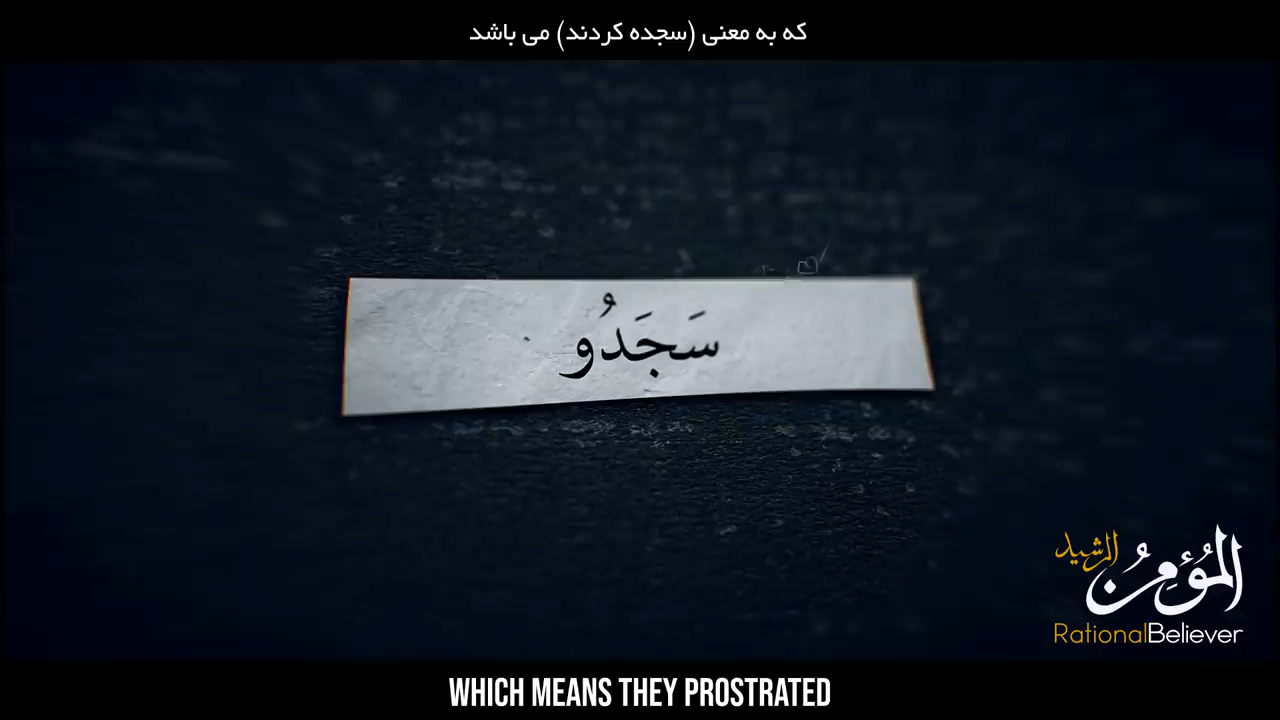 که به معنی (سجده کردند) می باشد
سَجَدُو
المُؤمِنُ الرشيد
RationalBeliever
WHICH MEANS THEY PROSTRATED